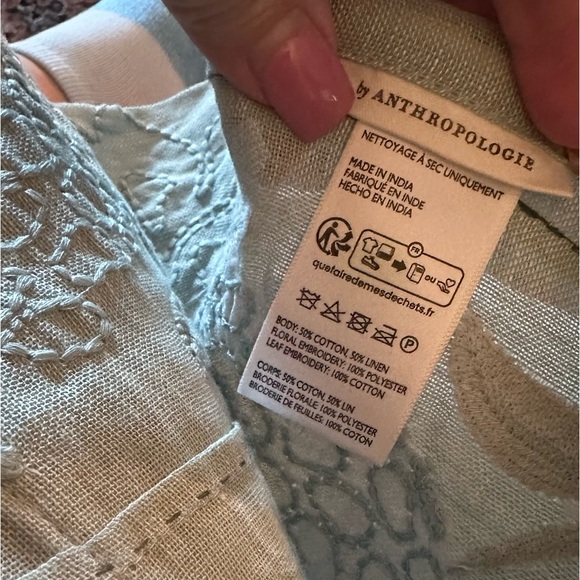 by ANTHROPOLOGIE
NETTOYAGE À SEC UNIQUEMENT
MADE IN INDIA
FABRIQUÉ EN INDE
HECHO EN INDIA
FR
OU
quefairedemesdechets.fr
P
BODY: 50% COTTON, 50% LINEN
FLORAL EMBROIDERY: 100% POLYESTER
LEAF EMBROIDERY: 100% COTTON
CORPS: 50% COTON, 50% LIN
BRODERIE FLORALE: 100% POLYESTER
BRODERIE DE FEUILLES: 100% COTON